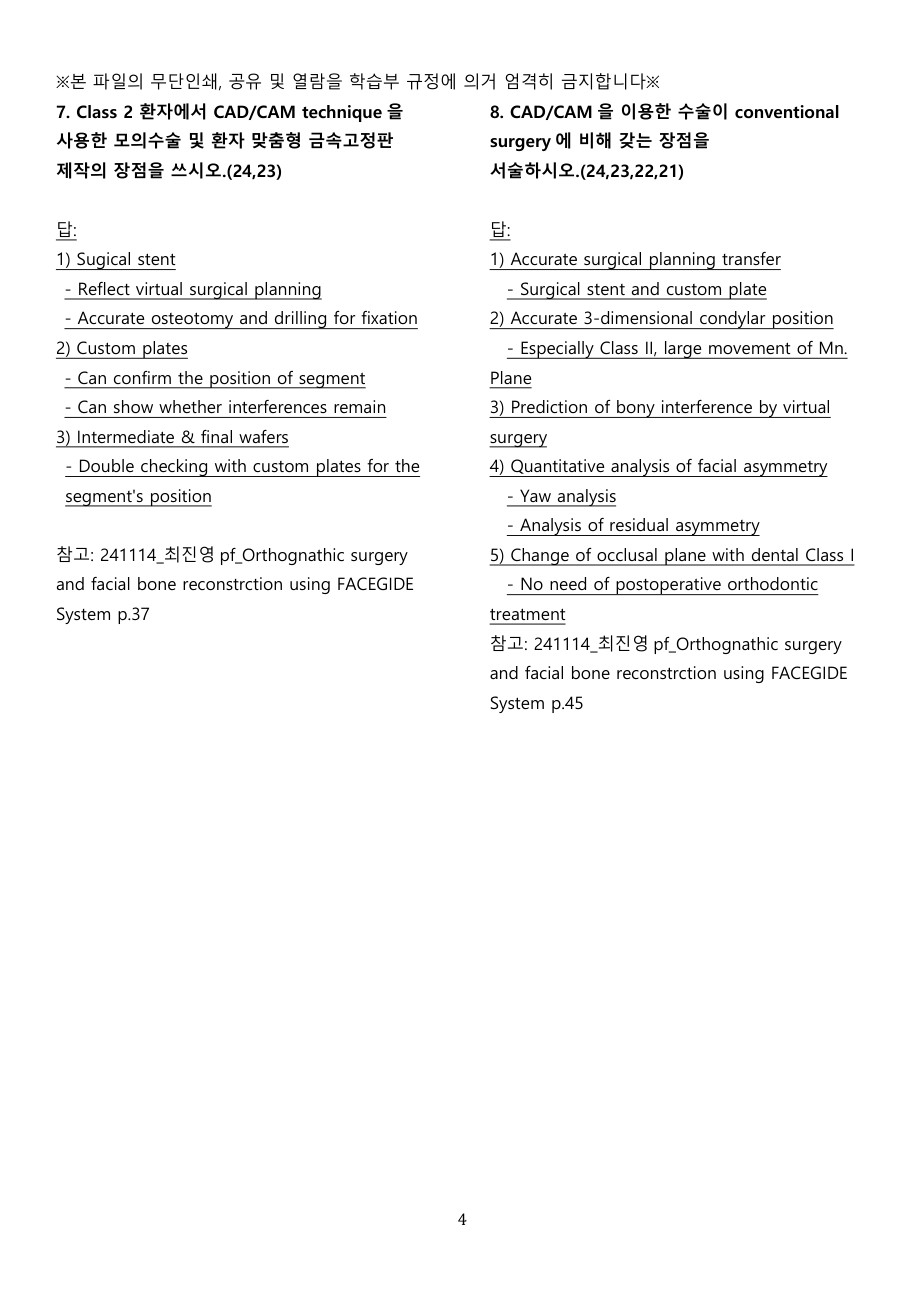 ※본 파일의 무단인쇄, 공유 및 열람을 학습부 규정에 의거 엄격히 금지합니다※
7. Class 2 환자에서 CAD/CAM technique 을
사용한 모의수술 및 환자 맞춤형 금속고정판
제작의 장점을 쓰시오.(24,23)
답:
1) Sugical stent
- Reflect virtual surgical planning
- Accurate osteotomy and drilling for fixation
2) Custom plates
- Can confirm the position of segment
- Can show whether interferences remain
3) Intermediate & final wafers
- Double checking with custom plates for the
segment's position
참고: 241114_최진영 pf_Orthognathic surgery
and facial bone reconstrction using FACEGIDE
System p.37
8. CAD/CAM 을 이용한 수술이 conventional
surgery 에 비해 갖는 장점을
서술하시오.(24,23,22,21)
답:
1) Accurate surgical planning transfer
- Surgical stent and custom plate
2) Accurate 3-dimensional condylar position
- Especially Class II, large movement of Mn.
Plane
3) Prediction of bony interference by virtual
surgery
4) Quantitative analysis of facial asymmetry
- Yaw analysis
- Analysis of residual asymmetry
5) Change of occlusal plane with dental Class I
- No need of postoperative orthodontic
treatment
참고: 241114_최진영 pf_Orthognathic surgery
and facial bone reconstrction using FACEGIDE
System p.45
4